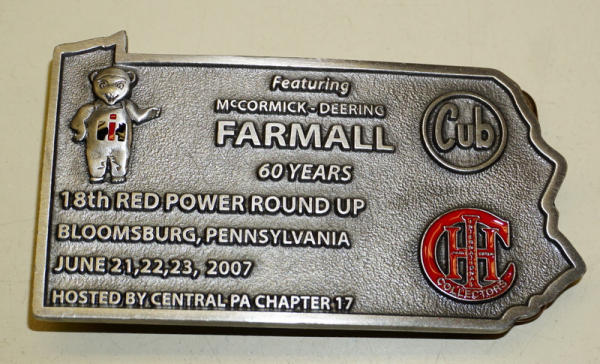 Featuring
McCORMICK - DEERING
FARMALL
60 YEARS
Cub
18th RED POWER ROUND UP
BLOOMSBURG, PENNSYLVANIA
JUNE 21,22,23, 2007
HOSTED BY CENTRAL PA CHAPTER 17
IHC
INTERNATIONAL
COLLECTORS